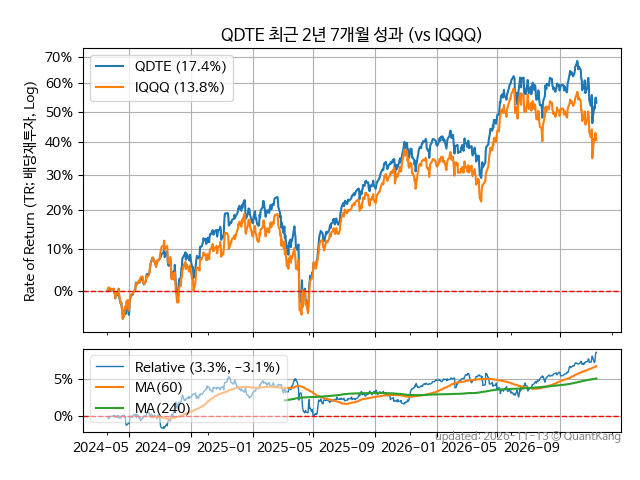 QDTE 최근 2년 7개월 성과 (vs IQQQ)
Rate of Return (TR: 배당재투자, Log)
70%
60%
50%
40%
30%
20%
10%
0%
QDTE (17.4%)
IQQQ (13.8%)
5%
0%
Relative (3.3%, -3.1%)
MA(60)
MA(240)
2024-05 2024-09 2025-01 2025-05 2025-09 2026-01 2026-05 2026-09
updated: 2026-11-13 © QuantKang